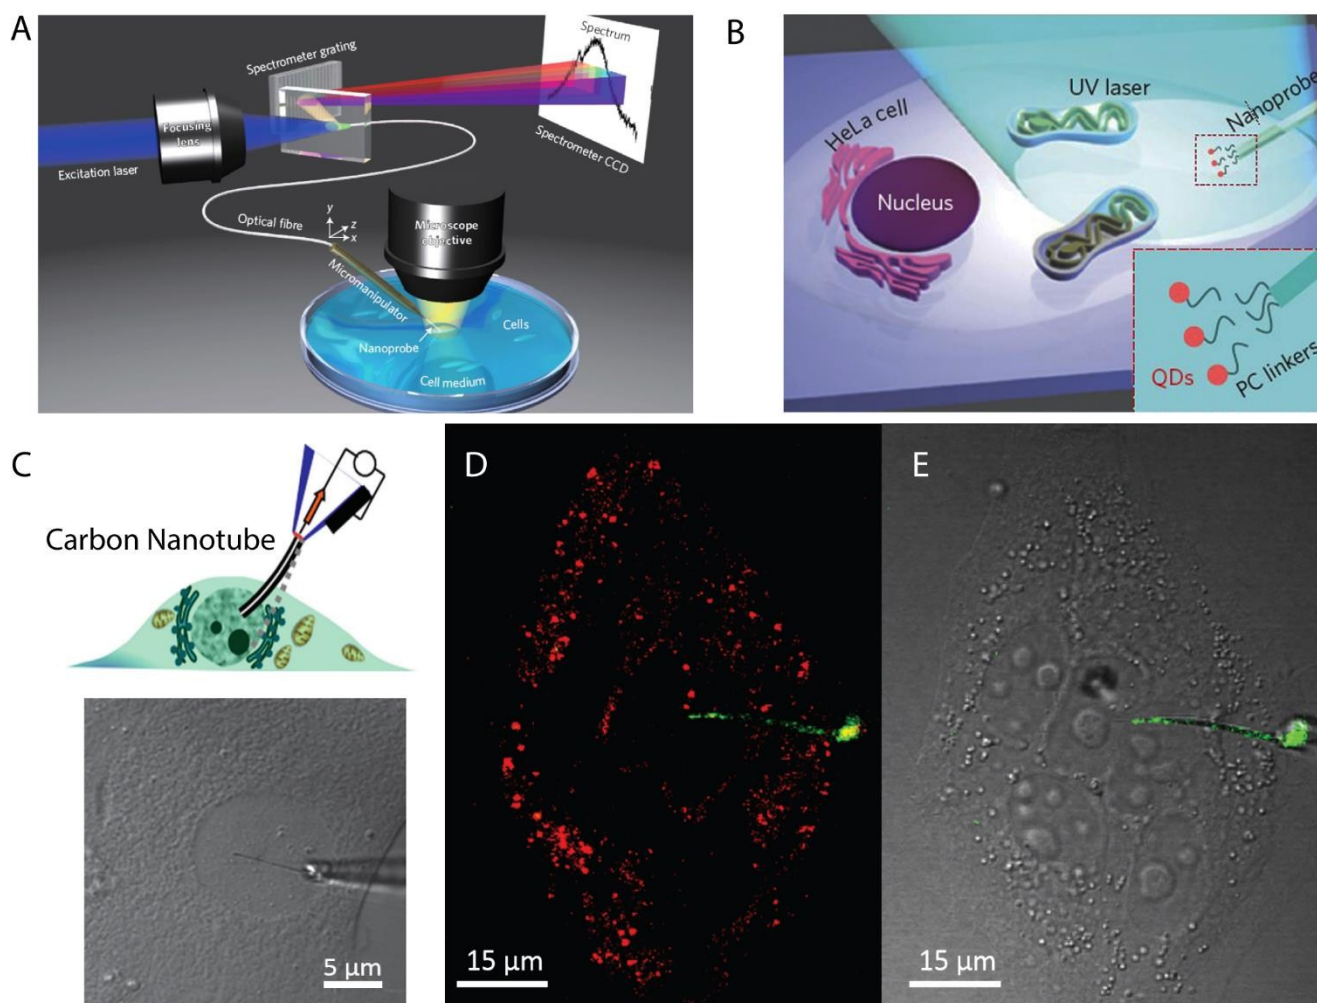 A
Spectrometer grating
Spectrum
Focusing
lens
Excitation laser
Spectrometer CCD
Optical fibre
y
z
x
Microscope
objective
Micromanipulator
Cells
Nanoprobe
Cell medium
B
UV laser
Nanoprobe
HeLa cell
Nucleus
QDs
PC linkers
C
Carbon Nanotube
5 µm
D
15 µm
E
15 µm